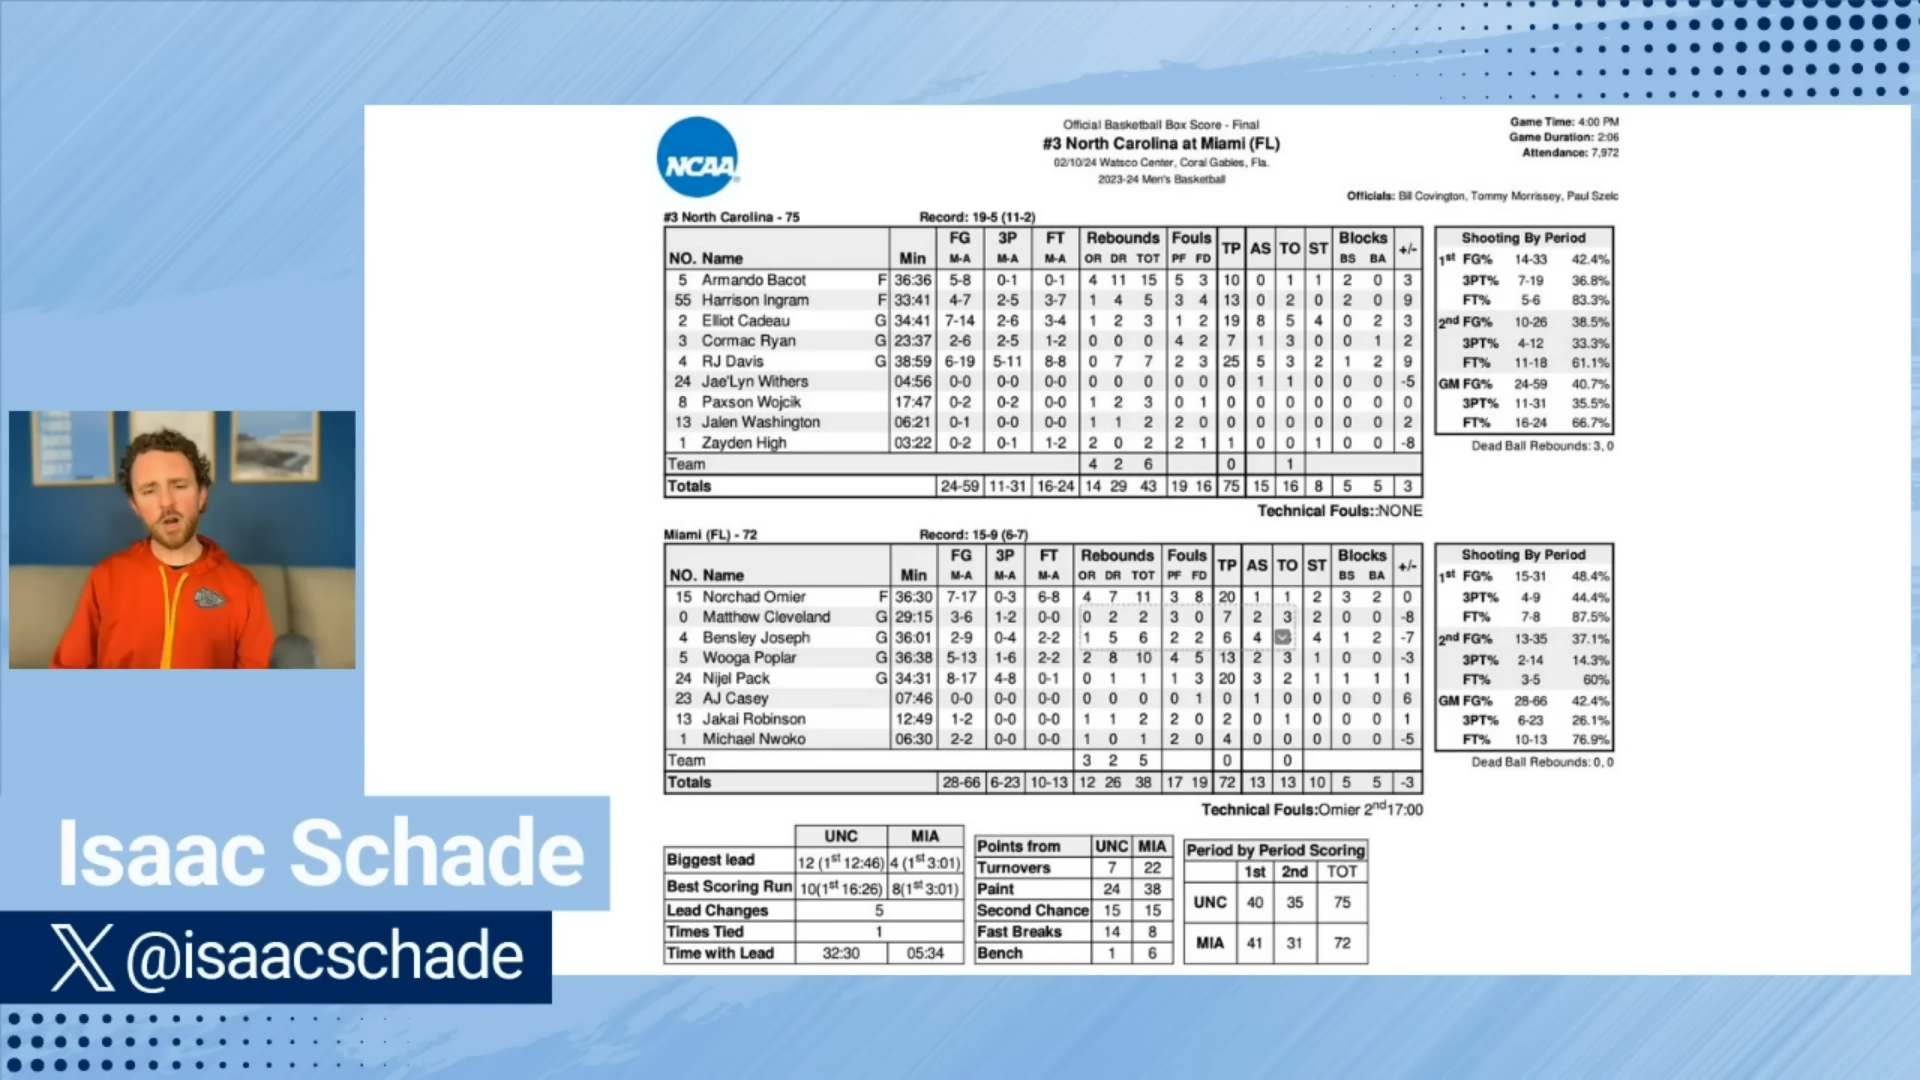 NCAA
Official Basketball Box Score - Final
#3 North Carolina at Miami (FL)
02/10/24 Watsco Center, Coral Gables, Fla.
2023-24 Men's Basketball
Game Time: 4:00 PM
Game Duration: 2:06
Attendance: 7,972
Officials: Bill Covington, Tommy Morrissey, Paul Szelc
#3 North Carolina - 75 Record: 19-5 (11-2)
FG 3P FT Rebounds Fouls TP AS TO ST Blocks +/-
NO. Name Min M-A M-A M-A OR DR TOT PF FD BS BA
5 Armando Bacot F 36:36 5-8 0-1 0-1 4 11 15 5 3 10 0 1 1 2 0 3
55 Harrison Ingram F 33:41 4-7 2-5 3-7 1 4 5 3 4 13 0 2 0 2 0 9
2 Elliot Cadeau G 34:41 7-14 2-6 3-4 1 2 3 1 2 19 8 5 4 0 2 3
3 Cormac Ryan G 23:37 2-6 2-5 1-2 0 0 0 4 2 7 1 3 0 0 1 2
4 RJ Davis G 38:59 6-19 5-11 8-8 0 7 7 2 3 25 5 3 2 1 2 9
24 Jae'Lyn Withers 04:56 0-0 0-0 0-0 0 0 0 0 0 0 1 1 0 0 0 -5
8 Paxson Wojcik 17:47 0-2 0-2 0-0 1 2 3 0 1 0 0 0 0 0 0 0
13 Jalen Washington 06:21 0-1 0-0 0-0 1 1 2 2 0 0 0 0 0 0 0 2
1 Zayden High 03:22 0-2 0-1 1-2 2 0 2 2 1 1 0 0 1 0 0 -8
Team 4 2 6 0 1
Totals 24-59 11-31 16-24 14 29 43 19 16 75 15 16 8 5 5 3
Technical Fouls::NONE
Shooting By Period
1st FG% 14-33 42.4%
3PT% 7-19 36.8%
FT% 5-6 83.3%
2nd FG% 10-26 38.5%
3PT% 4-12 33.3%
FT% 11-18 61.1%
GM FG% 24-59 40.7%
3PT% 11-31 35.5%
FT% 16-24 66.7%
Dead Ball Rebounds: 3, 0
Miami (FL) - 72 Record: 15-9 (6-7)
FG 3P FT Rebounds Fouls TP AS TO ST Blocks +/-
NO. Name Min M-A M-A M-A OR DR TOT PF FD BS BA
15 Norchad Omier F 36:30 7-17 0-3 6-8 4 7 11 3 8 20 1 1 2 3 2 0
0 Matthew Cleveland G 29:15 3-6 1-2 0-0 0 2 2 3 0 7 2 3 2 0 0 -8
4 Bensley Joseph G 36:01 2-9 0-4 2-2 1 5 6 2 2 6 4 4 1 2 -7
5 Wooga Poplar G 36:38 5-13 1-6 2-2 2 8 10 4 5 13 2 3 1 0 0 -3
24 Nijel Pack G 34:31 8-17 4-8 0-1 0 1 1 1 3 20 3 2 1 1 1 1
23 AJ Casey 07:46 0-0 0-0 0-0 0 0 0 0 1 0 1 0 0 0 0 6
13 Jakai Robinson 12:49 1-2 0-0 0-0 1 1 2 2 0 2 0 1 0 0 0 1
1 Michael Nwoko 06:30 2-2 0-0 0-0 1 0 1 2 0 4 0 0 0 0 0 -5
Team 3 2 5 0 0
Totals 28-66 6-23 10-13 12 26 38 17 19 72 13 13 10 5 5 -3
Technical Fouls:Omier 2nd17:00
Shooting By Period
1st FG% 15-31 48.4%
3PT% 4-9 44.4%
FT% 7-8 87.5%
2nd FG% 13-35 37.1%
3PT% 2-14 14.3%
FT% 3-5 60%
GM FG% 28-66 42.4%
3PT% 6-23 26.1%
FT% 10-13 76.9%
Dead Ball Rebounds: 0, 0
UNC MIA
Biggest lead 12 (1st 12:46) 4 (1st 3:01)
Best Scoring Run 10(1st 16:26) 8(1st 3:01)
Lead Changes 5
Times Tied 1
Time with Lead 32:30 05:34
Points from UNC MIA
Turnovers 7 22
Paint 24 38
Second Chance 15 15
Fast Breaks 14 8
Bench 1 6
Period by Period Scoring
1st 2nd TOT
UNC 40 35 75
MIA 41 31 72
Isaac Schade
X @isaacschade